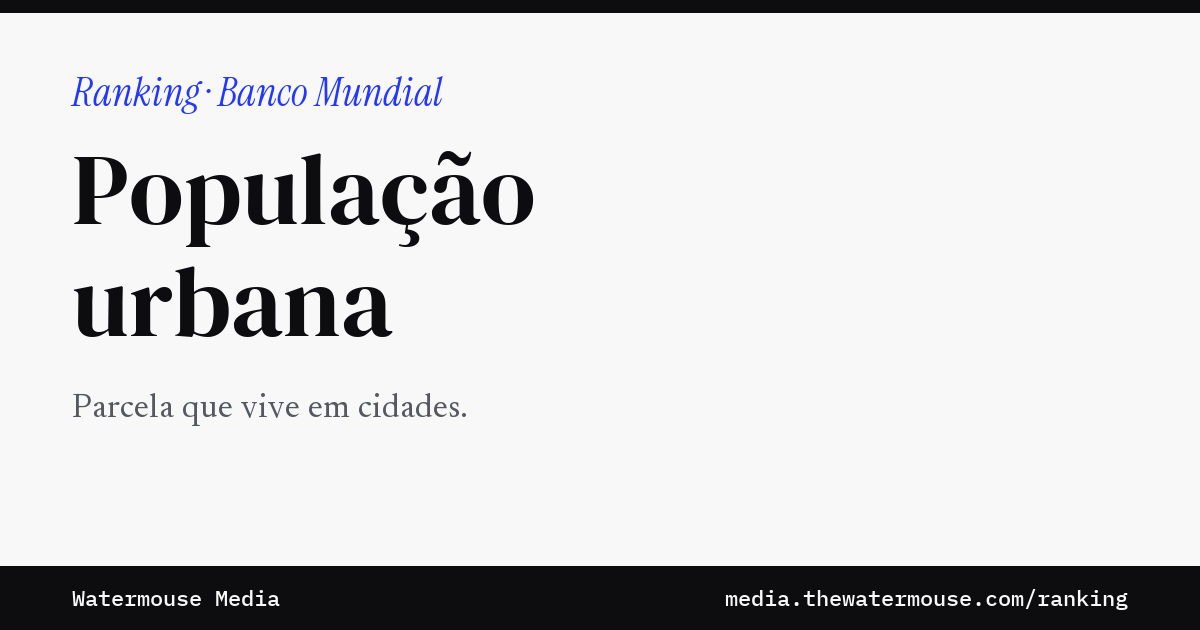 Ranking · Banco Mundial
População
urbana
Parcela que vive em cidades.
Watermouse Media
media.thewatermouse.com/ranking